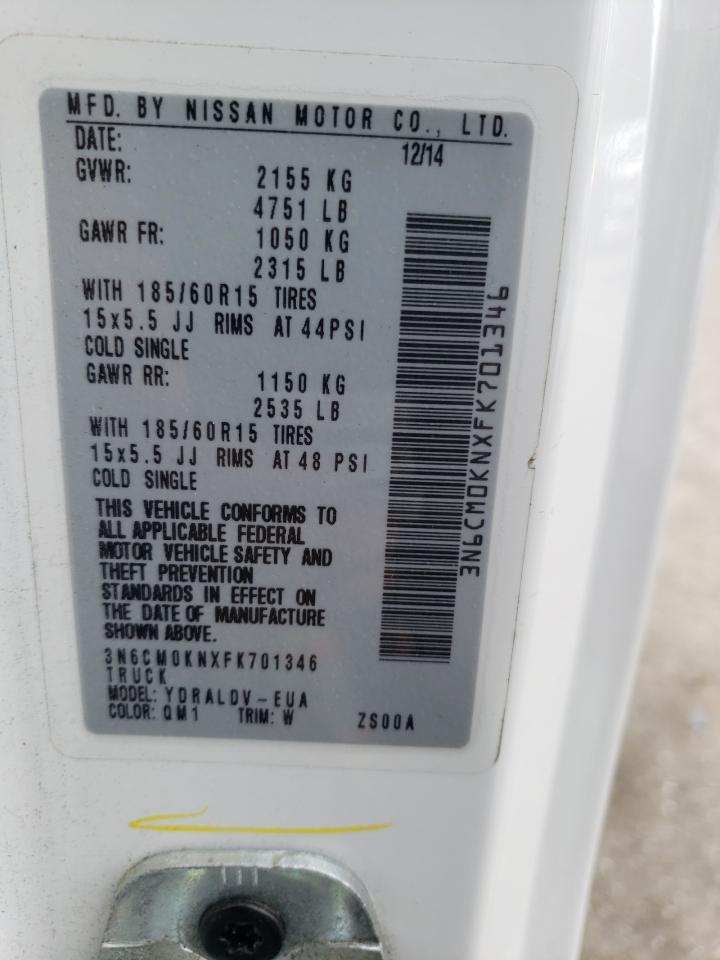 MFD. BY NISSAN MOTOR CO., LTD.
DATE: 12/14
GVWR: 2155 KG
4751 LB
GAWR FR: 1050 KG
2315 LB
WITH 185/60R15 TIRES
15x5.5 JJ RIMS AT 44PSI
COLD SINGLE
GAWR RR: 1150 KG
2535 LB
WITH 185/60R15 TIRES
15x5.5 JJ RIMS AT 48 PSI
COLD SINGLE
THIS VEHICLE CONFORMS TO
ALL APPLICABLE FEDERAL
MOTOR VEHICLE SAFETY AND
THEFT PREVENTION
STANDARDS IN EFFECT ON
THE DATE OF MANUFACTURE
SHOWN ABOVE.
3N6CM0KNXFK701346
TRUCK
MODEL: YDRALDV-EUA
COLOR: QM1 TRIM: W ZS00A
3N6CM0KNXFK701346